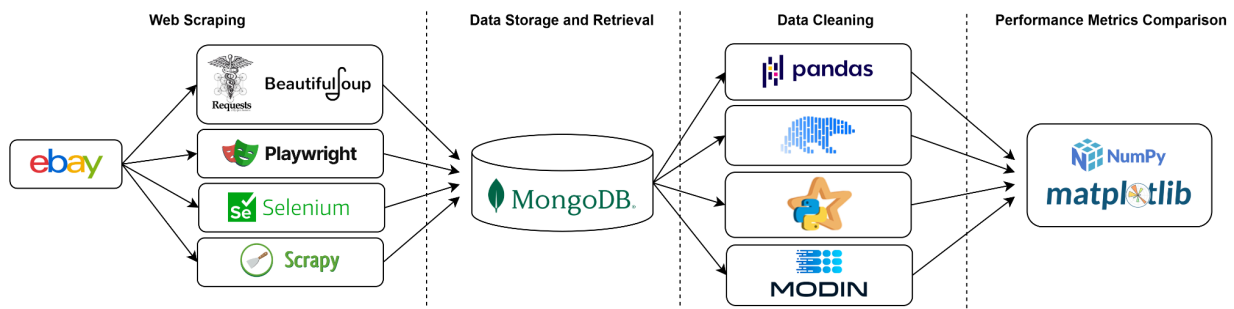 Web Scraping
Data Storage and Retrieval
Data Cleaning
Performance Metrics Comparison
ebay
Requests
BeautifulSoup
Playwright
Se Selenium
Scrapy
MongoDB
pandas
MODIN
NumPy
matplotlib